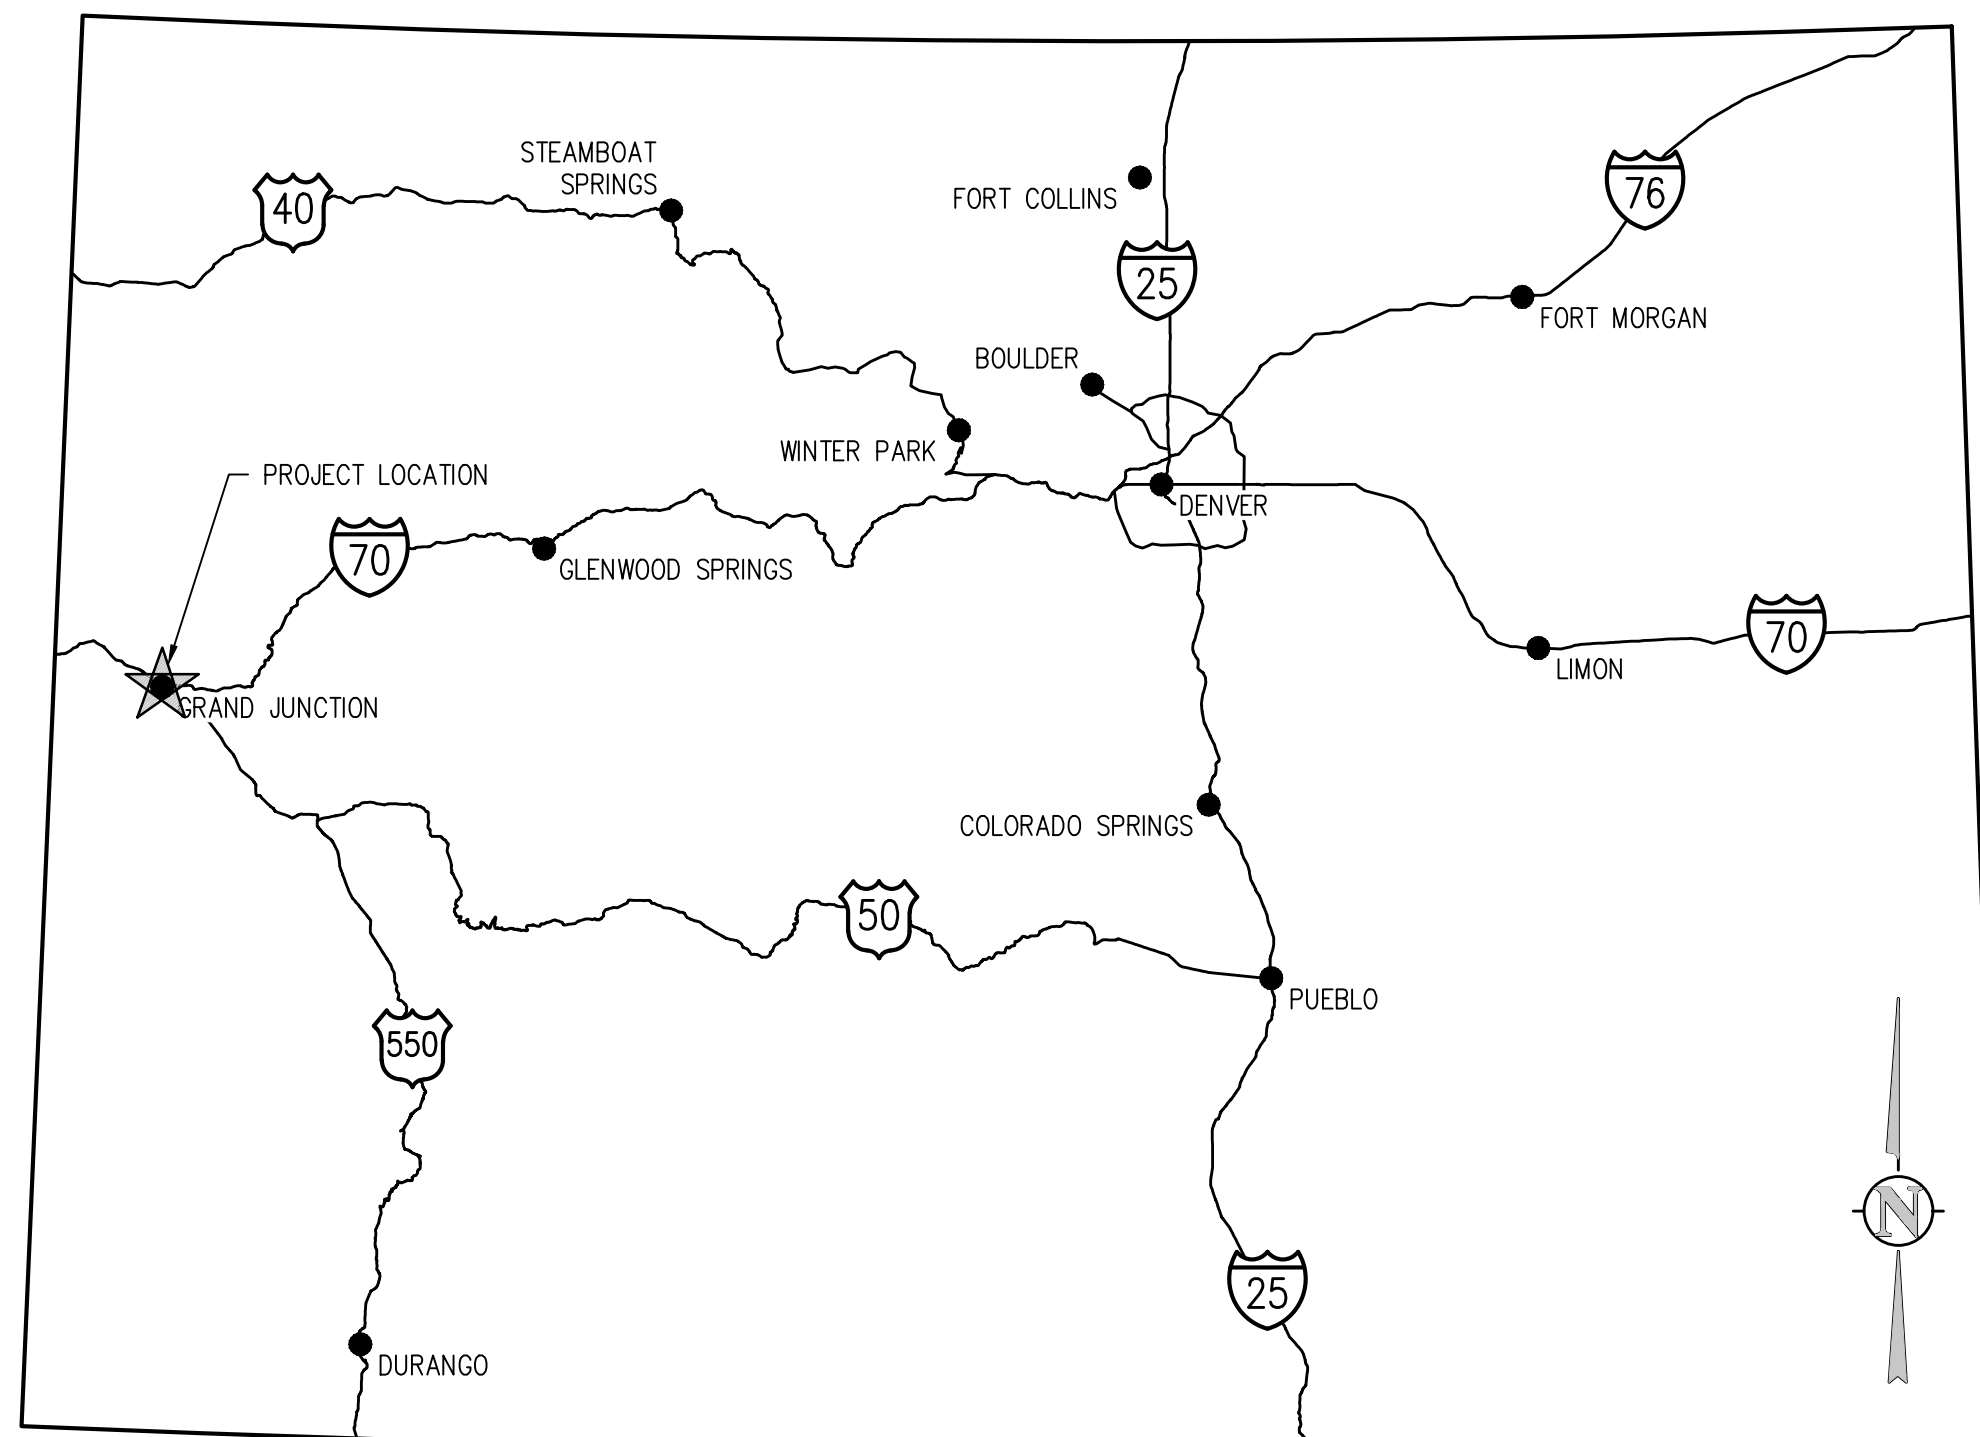 STEAMBOAT
SPRINGS
40
FORT COLLINS
76
25
FORT MORGAN
BOULDER
WINTER PARK
PROJECT LOCATION
DENVER
70
GLENWOOD SPRINGS
70
LIMON
GRAND JUNCTION
COLORADO SPRINGS
50
PUEBLO
550
N
25
DURANGO